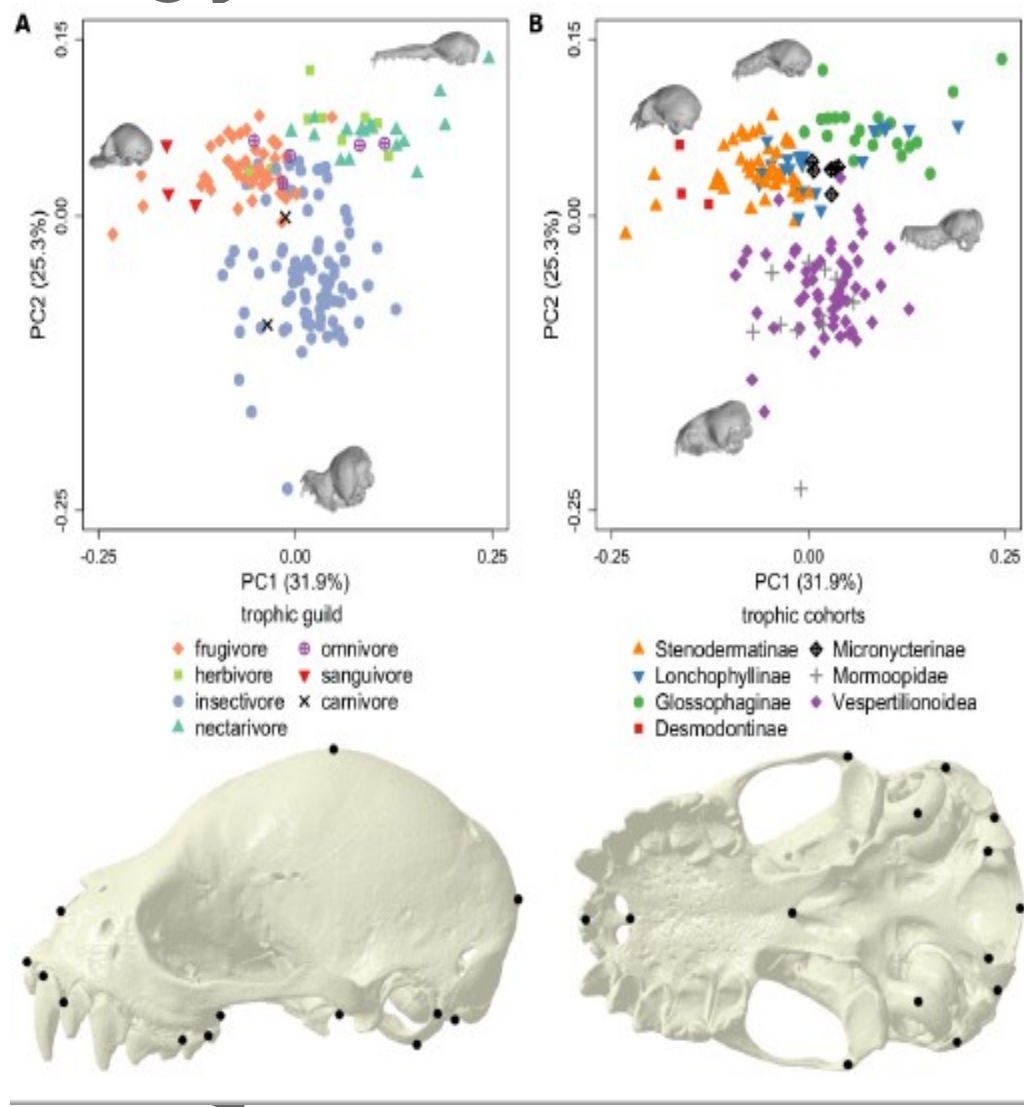 A
B
0.15
0.00
-0.25
PC2 (25.3%)
-0.25
0.00
0.25
PC1 (31.9%)
0.15
0.00
-0.25
PC2 (25.3%)
-0.25
0.00
0.25
PC1 (31.9%)
trophic guild
frugivore
omnivore
herbivore
sanguivore
insectivore
carnivore
nectarivore
trophic cohorts
Stenodermatinae
Micronycterinae
Lonchophyllinae
Mormoopidae
Glossophaginae
Vespertilionoidea
Desmodontinae